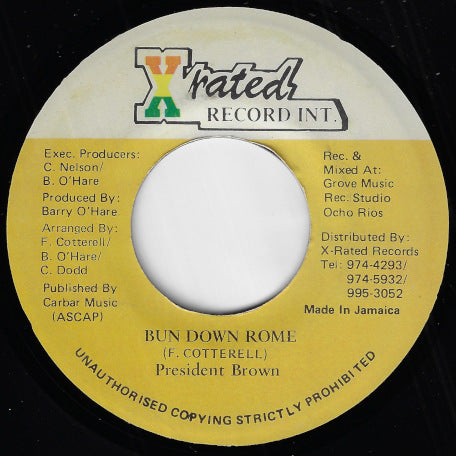 X-rated
RECORD INT.
Exec. Producers:
C. Nelson/
B. O'Hare
Produced By:
Barry O'Hare
Arranged By:
F. Cotterell/
B. O'Hare/
C. Dodd
Published By
Carbar Music
(ASCAP)
Rec. &
Mixed At:
Grove Music
Rec. Studio
Ocho Rios
Distributed By:
X-Rated Records
Tel: 974-4293/
974-5932/
995-3052
Made In Jamaica
BUN DOWN ROME
(F. COTTERELL)
President Brown
UNAUTHORISED COPYING STRICTLY PROHIBITED